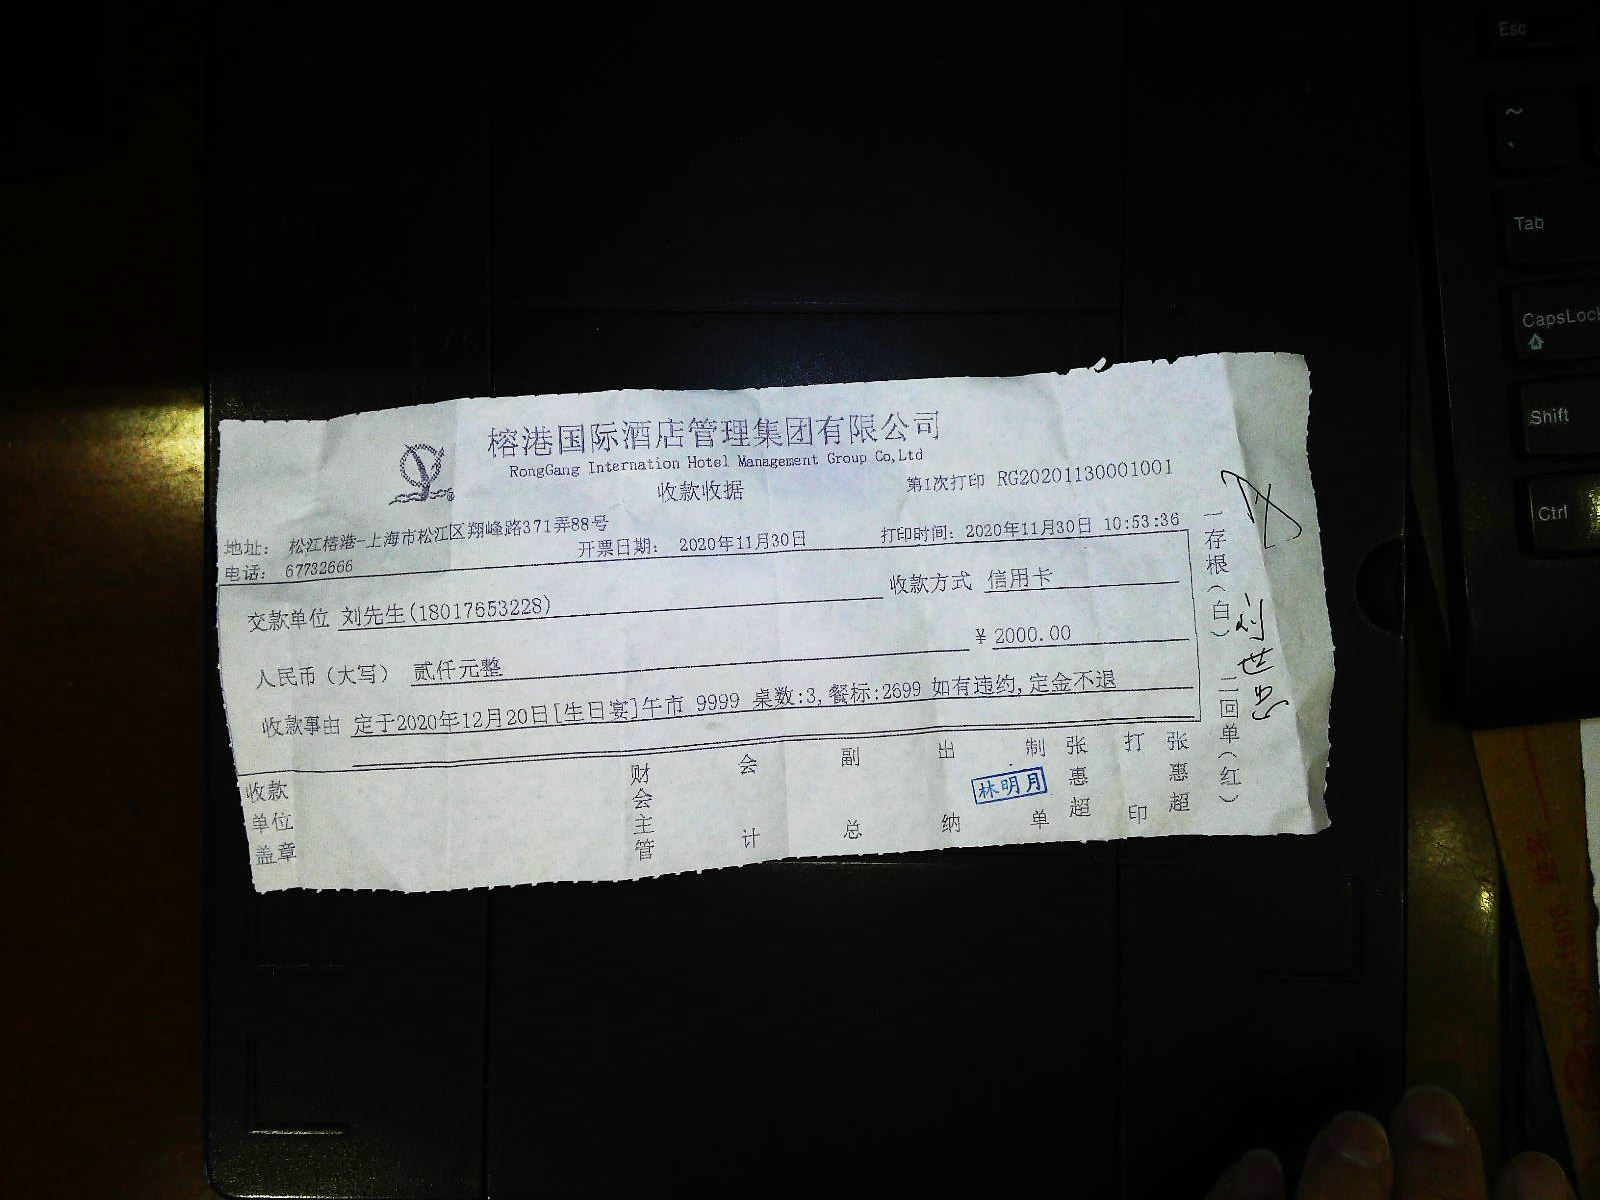 榕港国际酒店管理集团有限公司
RongGang Internation Hotel Management Group Co,Ltd
收款收据
第1次打印 RG20201130001001
地址： 松江榕港-上海市松江区翔峰路371弄88号
电话： 67732666
开票日期： 2020年11月30日
打印时间：2020年11月30日 10:53:36
交款单位 刘先生(18017653228)
收款方式 信用卡
人民币（大写） 贰仟元整
¥ 2000.00
收款事由 定于2020年12月20日[生日宴]午市 9999 桌数:3,餐标:2699 如有违约,定金不退
收款单位盖章
财会主管
会计
副总
出纳
林明月
制单
张惠超
打印
张惠超
一存根（白） 二回单（红）
Esc
~
Tab
CapsLock
Shift
Ctrl